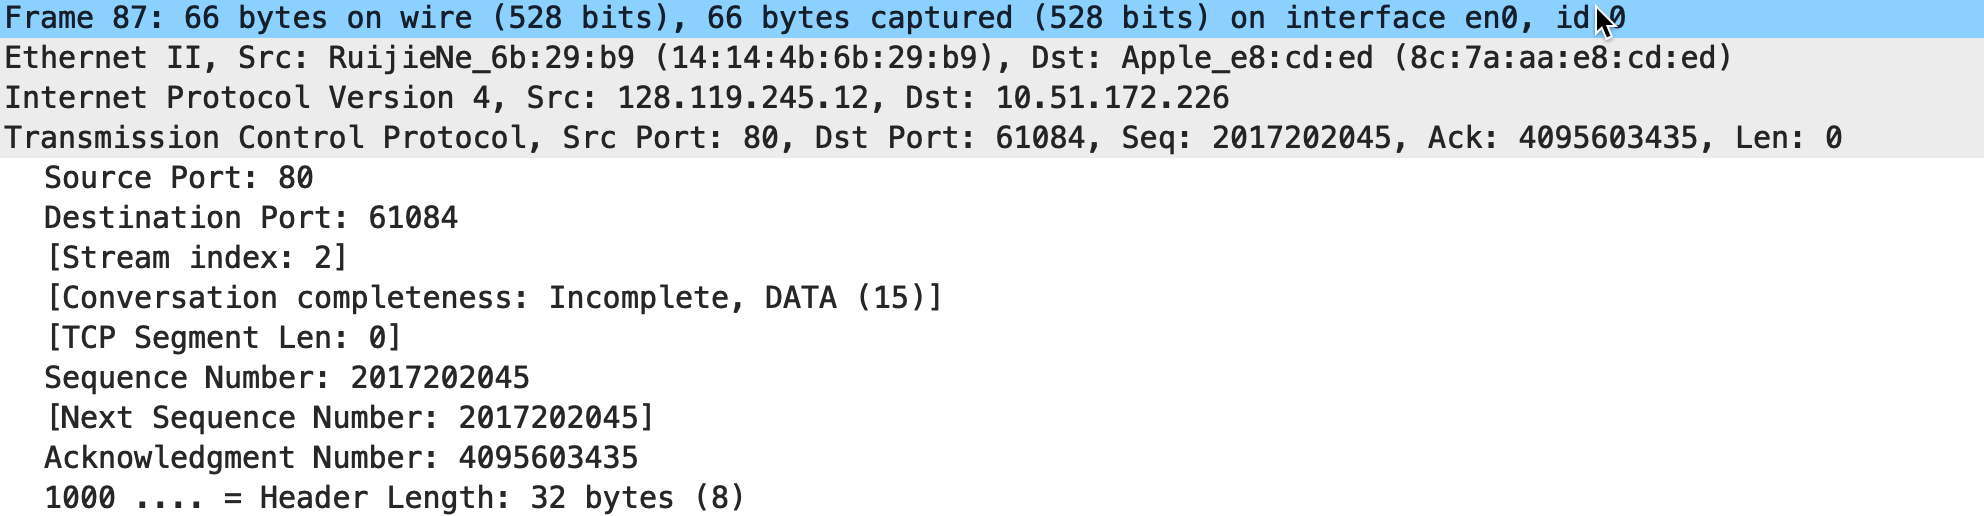 Frame 87: 66 bytes on wire (528 bits), 66 bytes captured (528 bits) on interface en0, id 0
Ethernet II, Src: RuijieNe_6b:29:b9 (14:14:4b:6b:29:b9), Dst: Apple_e8:cd:ed (8c:7a:aa:e8:cd:ed)
Internet Protocol Version 4, Src: 128.119.245.12, Dst: 10.51.172.226
Transmission Control Protocol, Src Port: 80, Dst Port: 61084, Seq: 2017202045, Ack: 4095603435, Len: 0
Source Port: 80
Destination Port: 61084
[Stream index: 2]
[Conversation completeness: Incomplete, DATA (15)]
[TCP Segment Len: 0]
Sequence Number: 2017202045
[Next Sequence Number: 2017202045]
Acknowledgment Number: 4095603435
1000 .... = Header Length: 32 bytes (8)